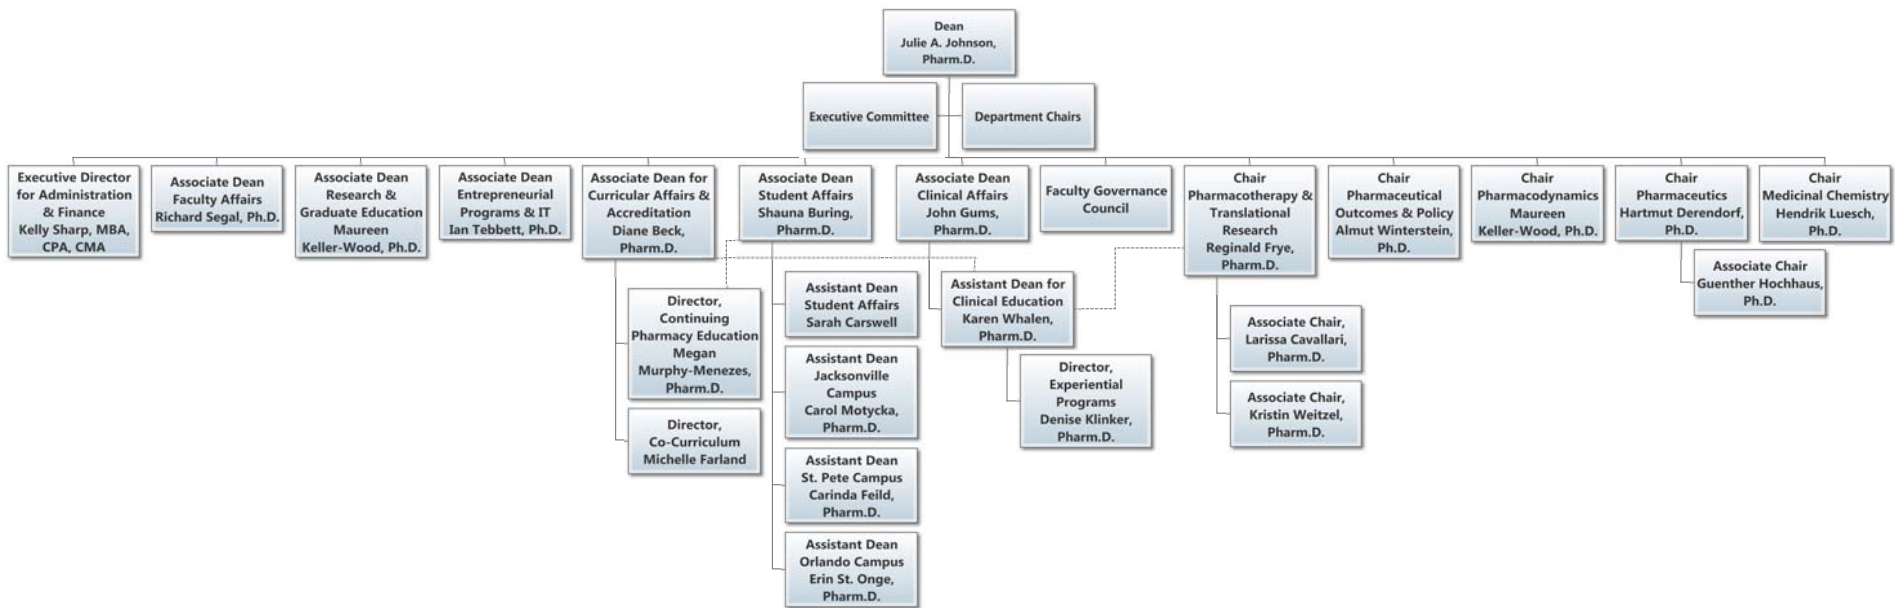 Dean
Julie A. Johnson,
Pharm.D.
Executive Committee
Department Chairs
Executive Director
for Administration
& Finance
Kelly Sharp, MBA,
CPA, CMA
Associate Dean
Faculty Affairs
Richard Segal, Ph.D.
Associate Dean
Research &
Graduate Education
Maureen
Keller-Wood, Ph.D.
Associate Dean
Entrepreneurial
Programs & IT
Ian Tebbett, Ph.D.
Associate Dean for
Curricular Affairs &
Accreditation
Diane Beck,
Pharm.D.
Associate Dean
Student Affairs
Shauna Buring,
Pharm.D.
Associate Dean
Clinical Affairs
John Gums,
Pharm.D.
Faculty Governance
Council
Chair
Pharmacotherapy &
Translational
Research
Reginald Frye,
Pharm.D.
Chair
Pharmaceutical
Outcomes & Policy
Almut Winterstein,
Ph.D.
Chair
Pharmacodynamics
Maureen
Keller-Wood, Ph.D.
Chair
Pharmaceutics
Hartmut Derendorf,
Ph.D.
Chair
Medicinal Chemistry
Hendrik Luesch,
Ph.D.
Director,
Continuing
Pharmacy Education
Megan
Murphy-Menezes,
Pharm.D.
Director,
Co-Curriculum
Michelle Farland
Assistant Dean
Student Affairs
Sarah Carswell
Assistant Dean
Jacksonville
Campus
Carol Motycka,
Pharm.D.
Assistant Dean
St. Pete Campus
Carinda Feild,
Pharm.D.
Assistant Dean
Orlando Campus
Erin St. Onge,
Pharm.D.
Assistant Dean for
Clinical Education
Karen Whalen,
Pharm.D.
Director,
Experiential
Programs
Denise Klinker,
Pharm.D.
Associate Chair,
Larissa Cavallari,
Pharm.D.
Associate Chair,
Kristin Weitzel,
Pharm.D.
Associate Chair
Guenther Hochhaus,
Ph.D.